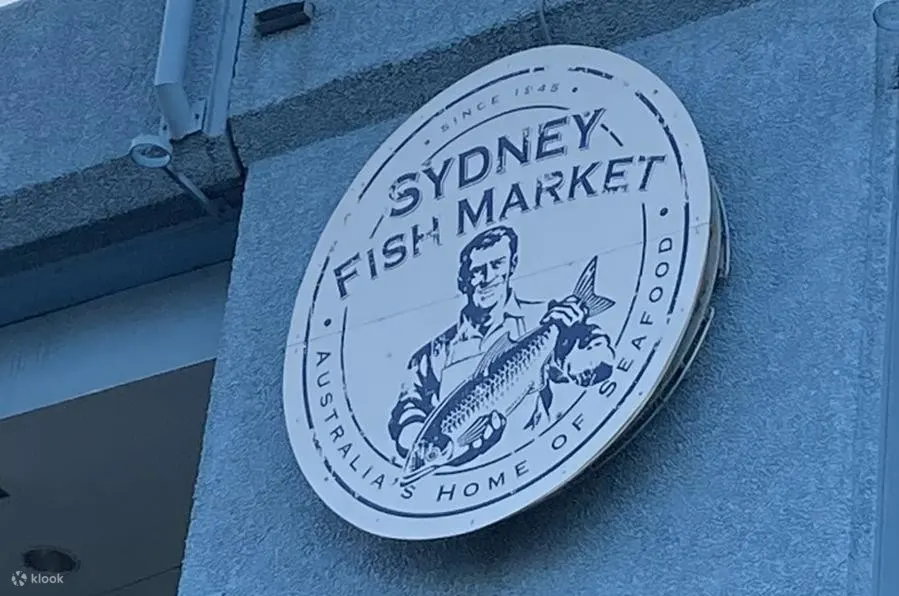 SINCE 1945
SYDNEY
FISH MARKET
AUSTRALIA'S HOME OF SEAFOOD
klook